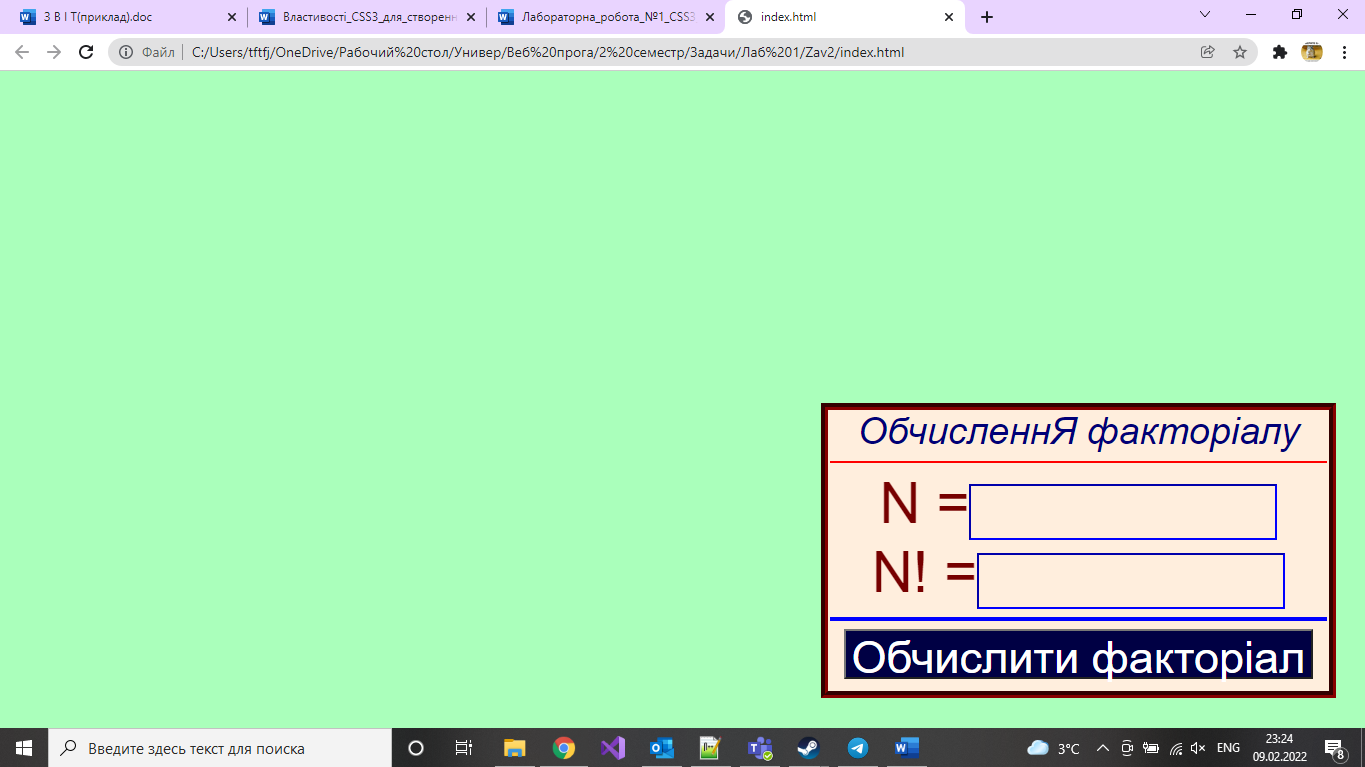 З В І Т(приклад).doc
Властивості_CSS3_для_створенн
Лабораторна_робота_№1_CSS3
index.html
Файл
C:/Users/tftfj/OneDrive/Рабочий%20стол/Универ/Веб%20прога/2%20семестр/Задачи/Лаб%201/Zav2/index.html
ОбчисленнЯ факторіалу
N =
N! =
Обчислити факторіал
Введите здесь текст для поиска
3°C
ENG
23:24
09.02.2022
8